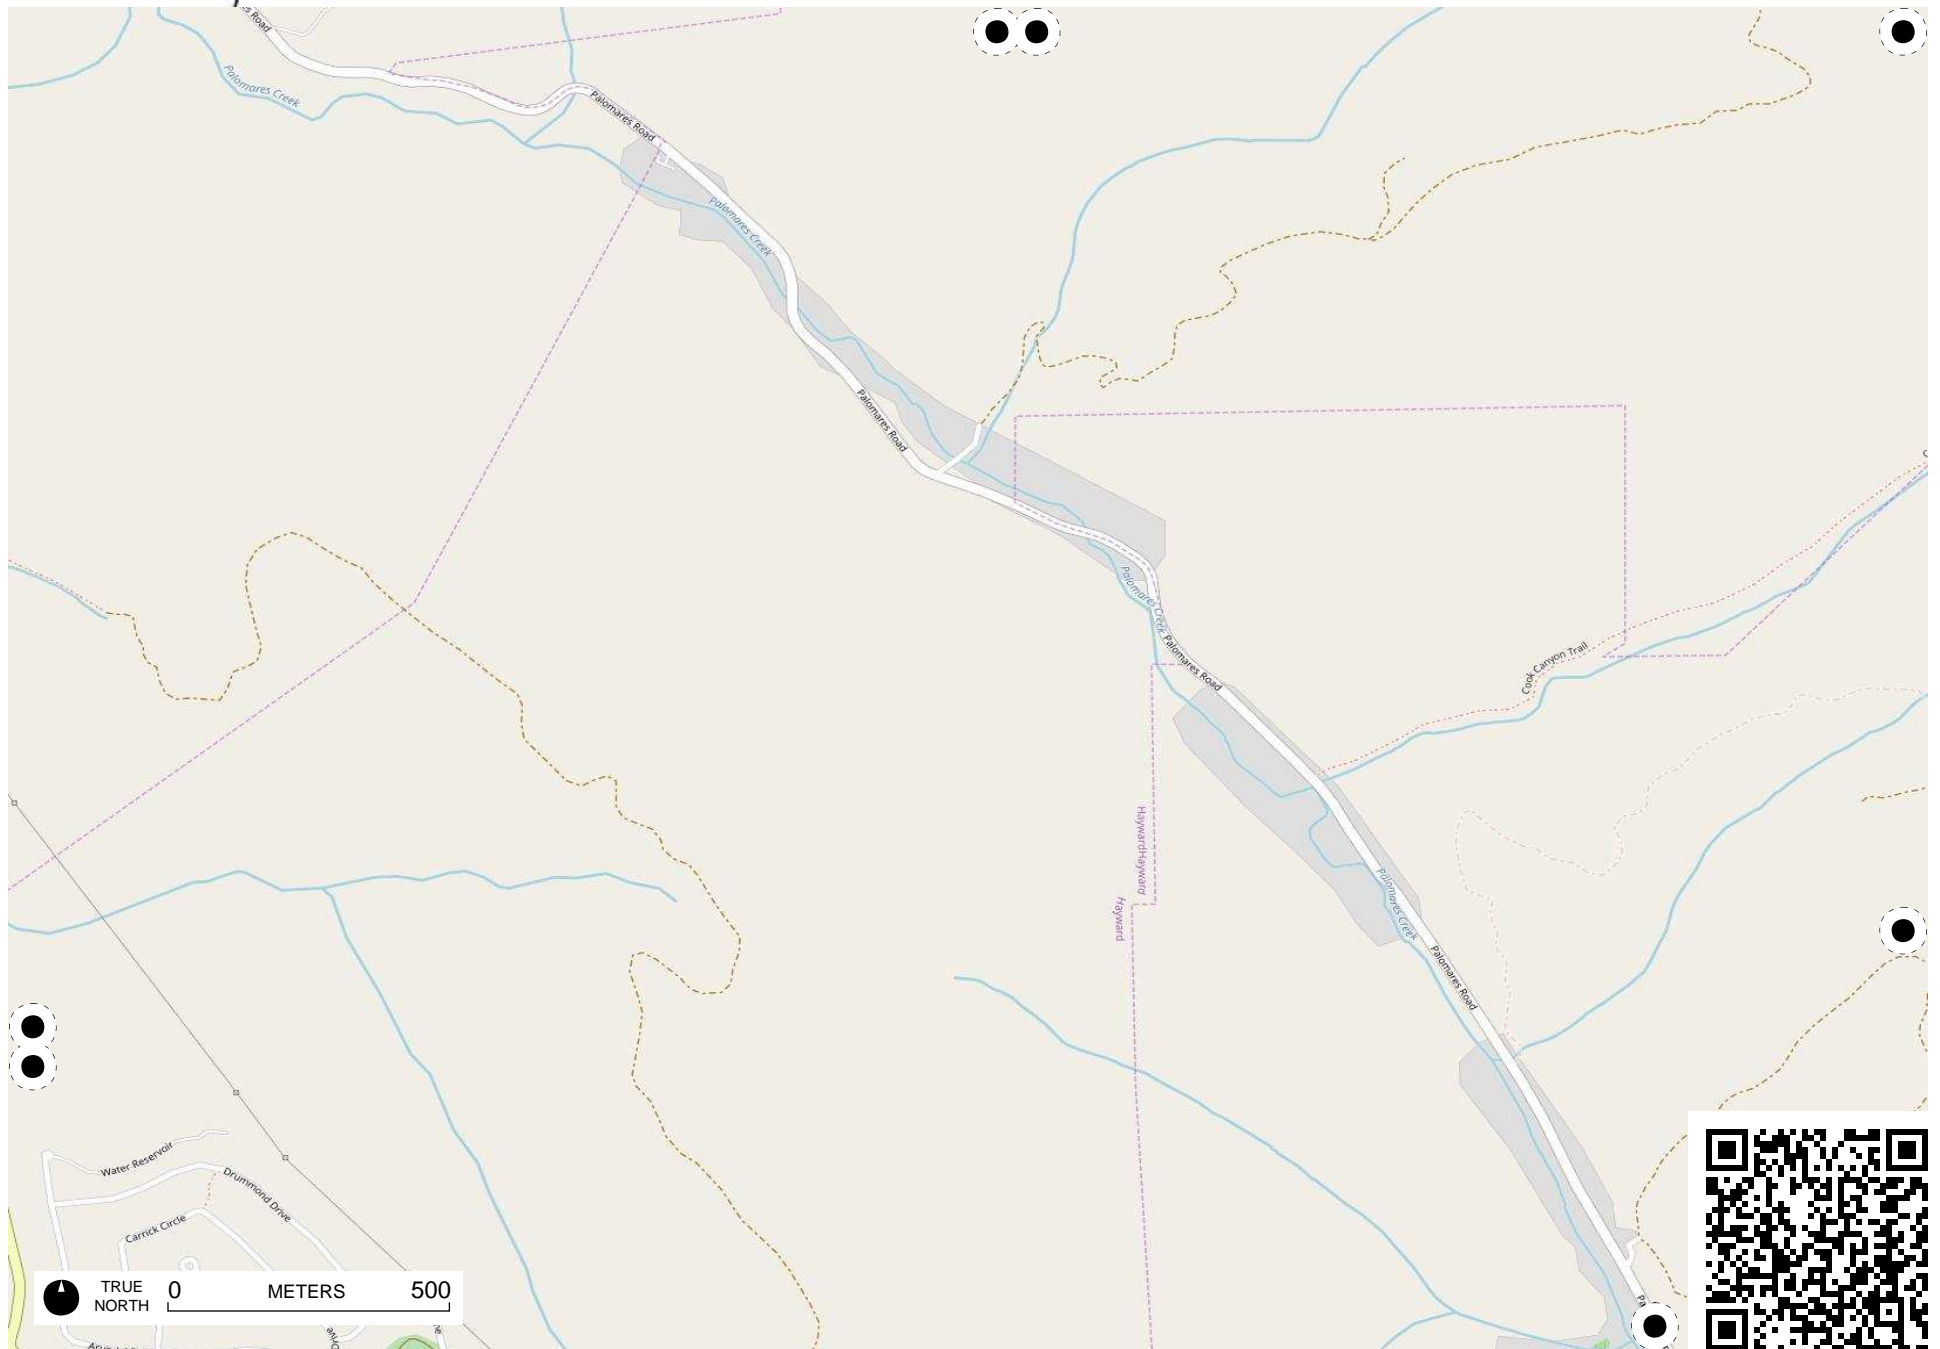 s Road
Palomares Creek
Palomares Road
Palomares Creek
Palomares Road
Palomares Creek
Palomares Road
Cook Canyon Trail
HaywardHayward
Hayward
Palomares Creek
Palomares Road
Water Reservoir
Drummond Drive
Carrick Circle
TRUE
NORTH
0 METERS 500